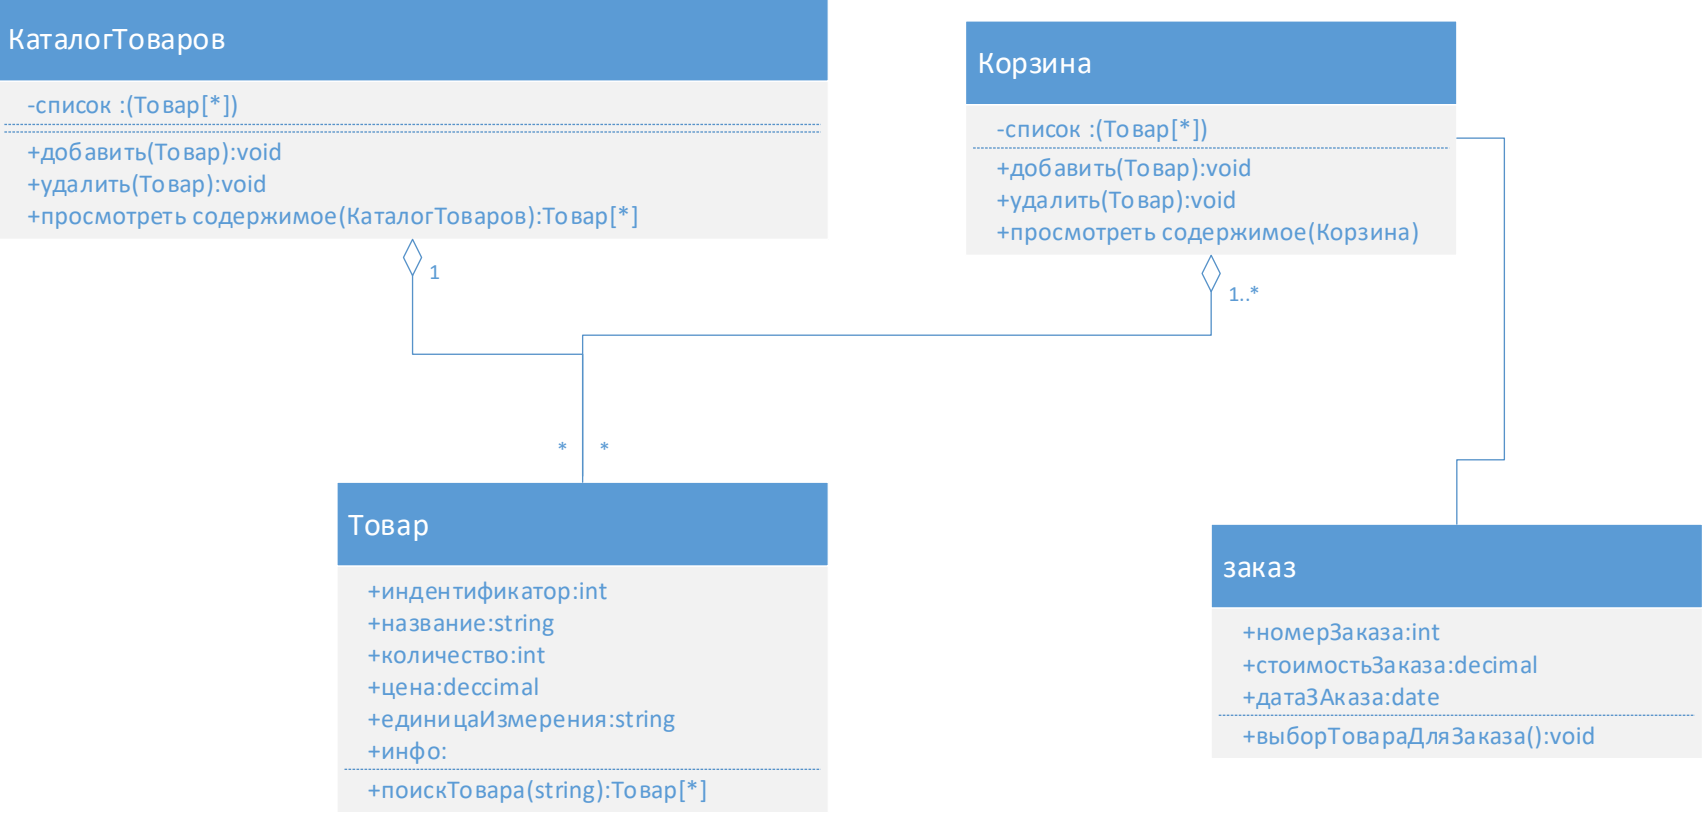 КаталогТоваров
-список :(Товар[*])
+добавить(Товар):void
+удалить(Товар):void
+просмотреть содержимое(КаталогТоваров):Товар[*]
1
Корзина
-список :(Товар[*])
+добавить(Товар):void
+удалить(Товар):void
+просмотреть содержимое(Корзина)
1..*
* *
Товар
+индентификатор:int
+название:string
+количество:int
+цена:deccimal
+единицаИзмерения:string
+инфо:
+поискТовара(string):Товар[*]
заказ
+номерЗаказа:int
+стоимостьЗаказа:decimal
+датаЗАказа:date
+выборТовараДляЗаказа():void